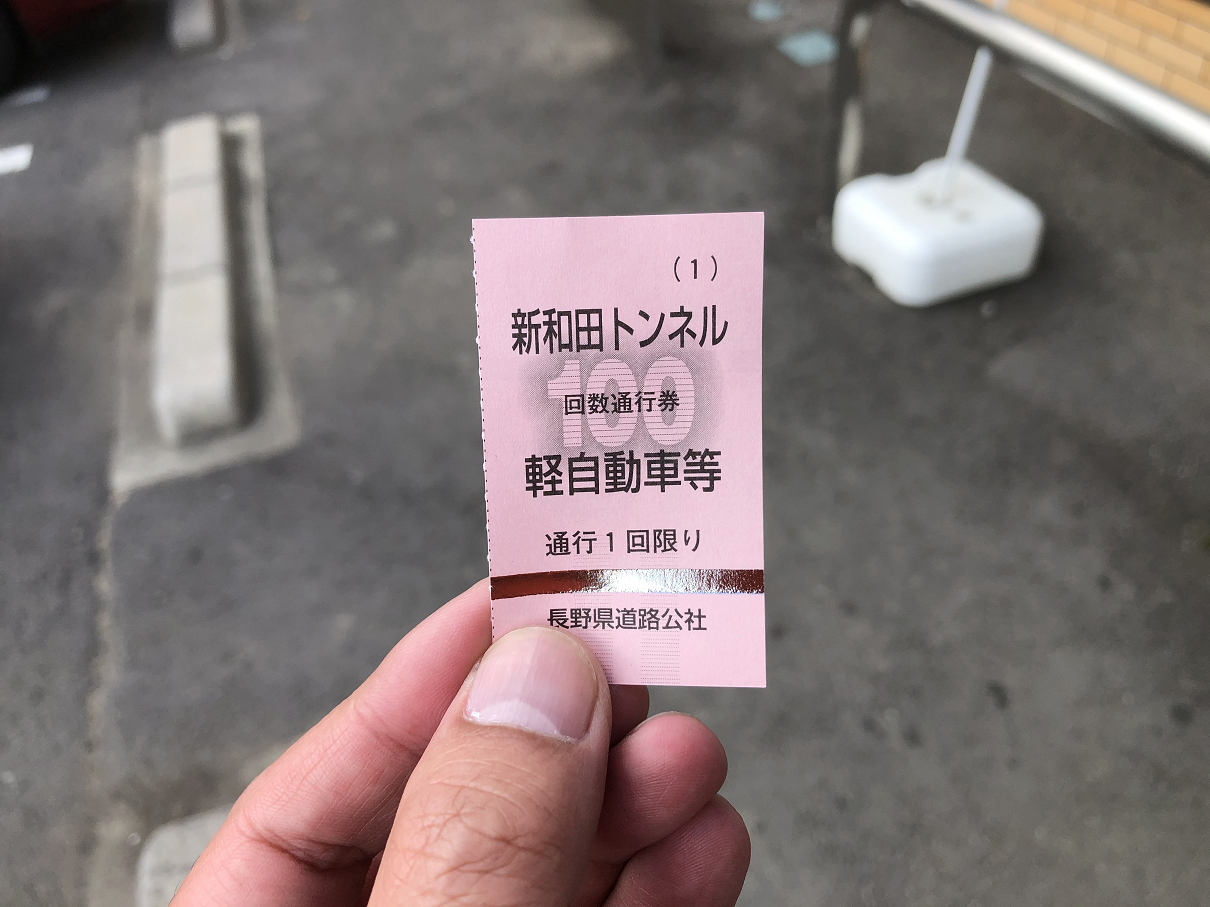 （１）
新和田トンネル
100
回数通行券
軽自動車等
通行１回限り
長野県道路公社